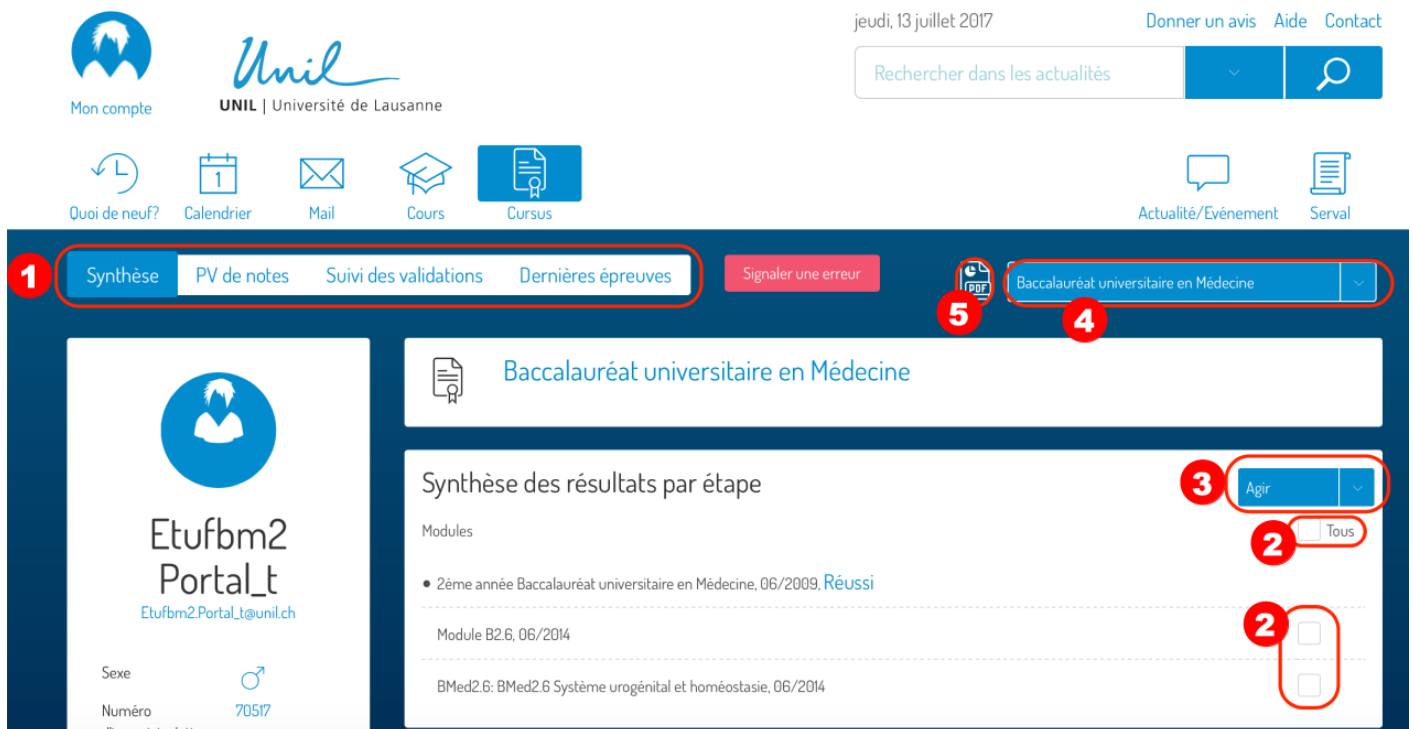 jeudi, 13 juillet 2017
Donner un avis Aide Contact
Unil
Rechercher dans les actualités
Mon compte
UNIL | Université de Lausanne
1
Quoi de neuf? Calendrier Mail Cours Cursus Actualité/Evénement Serval
1 Synthèse PV de notes Suivi des validations Dernières épreuves Signaler une erreur PDF Baccalauréat universitaire en Médecine
5 4
Baccalauréat universitaire en Médecine
Synthèse des résultats par étape
3 Agir
Modules
2 Tous
Etufbm2
Portal_t
Etufbm2.Portal_t@unil.ch
• 2ème année Baccalauréat universitaire en Médecine, 06/2009, Réussi
Module B2.6, 06/2014
2
BMed2.6: BMed2.6 Système urogénital et homéostasie, 06/2014
Sexe
Numéro 70517